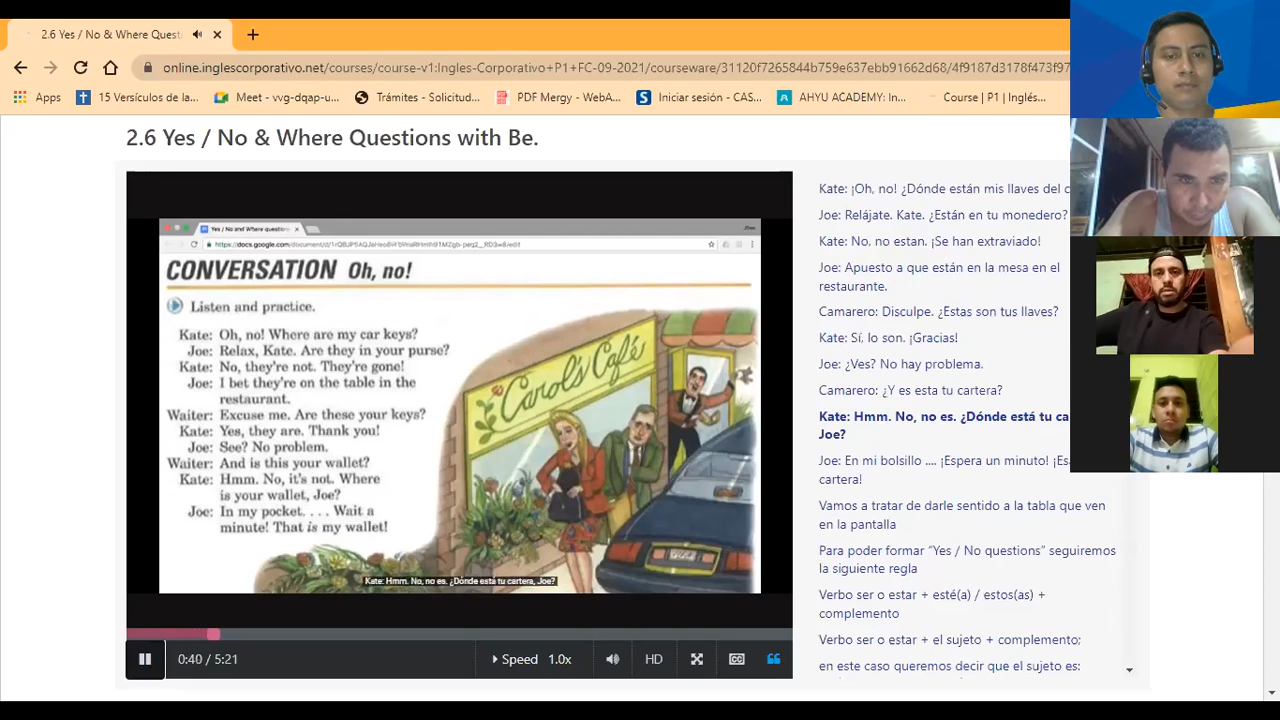 2.6 Yes / No & Where Quest
online.inglescorporativo.net/courses/course-v1:Ingles-Corporativo+P1+FC-09-2021/courseware/31120f7265844b759e637ebb91662d68/4f9187d3178f473f97
Apps
15 Versículos de la...
Meet - vvg-dqap-u...
Trámites - Solicitud...
PDF Mergy - WebA...
Iniciar sesión - CAS...
AHYU ACADEMY: In...
Course | P1 | Inglés...
2.6 Yes / No & Where Questions with Be.
Yes / No and Where questions
CONVERSATION Oh, no!
Listen and practice.
Kate: Oh, no! Where are my car keys?
Joe: Relax, Kate. Are they in your purse?
Kate: No, they're not. They're gone!
Joe: I bet they're on the table in the
restaurant.
Waiter: Excuse me. Are these your keys?
Kate: Yes, they are. Thank you!
Joe: See? No problem.
Waiter: And is this your wallet?
Kate: Hmm. No, it's not. Where
is your wallet, Joe?
Joe: In my pocket. . . . Wait a
minute! That is my wallet!
Carol's Café
Kate: Hmm. No, no es. ¿Dónde está tu cartera, Joe?
0:40 / 5:21
Speed 1.0x
HD
CC
Kate: ¡Oh, no! ¿Dónde están mis llaves del c
Joe: Relájate. Kate. ¿Están en tu monedero?
Kate: No, no estan. ¡Se han extraviado!
Joe: Apuesto a que están en la mesa en el
restaurante.
Camarero: Disculpe. ¿Estas son tus llaves?
Kate: Sí, lo son. ¡Gracias!
Joe: ¿Ves? No hay problema.
Camarero: ¿Y es esta tu cartera?
Kate: Hmm. No, no es. ¿Dónde está tu ca
Joe?
Joe: En mi bolsillo .... ¡Espera un minuto! ¡Es
cartera!
Vamos a tratar de darle sentido a la tabla que ven
en la pantalla
Para poder formar “Yes / No questions” seguiremos
la siguiente regla
Verbo ser o estar + esté(a) / estos(as) +
complemento
Verbo ser o estar + el sujeto + complemento;
en este caso queremos decir que el sujeto es: